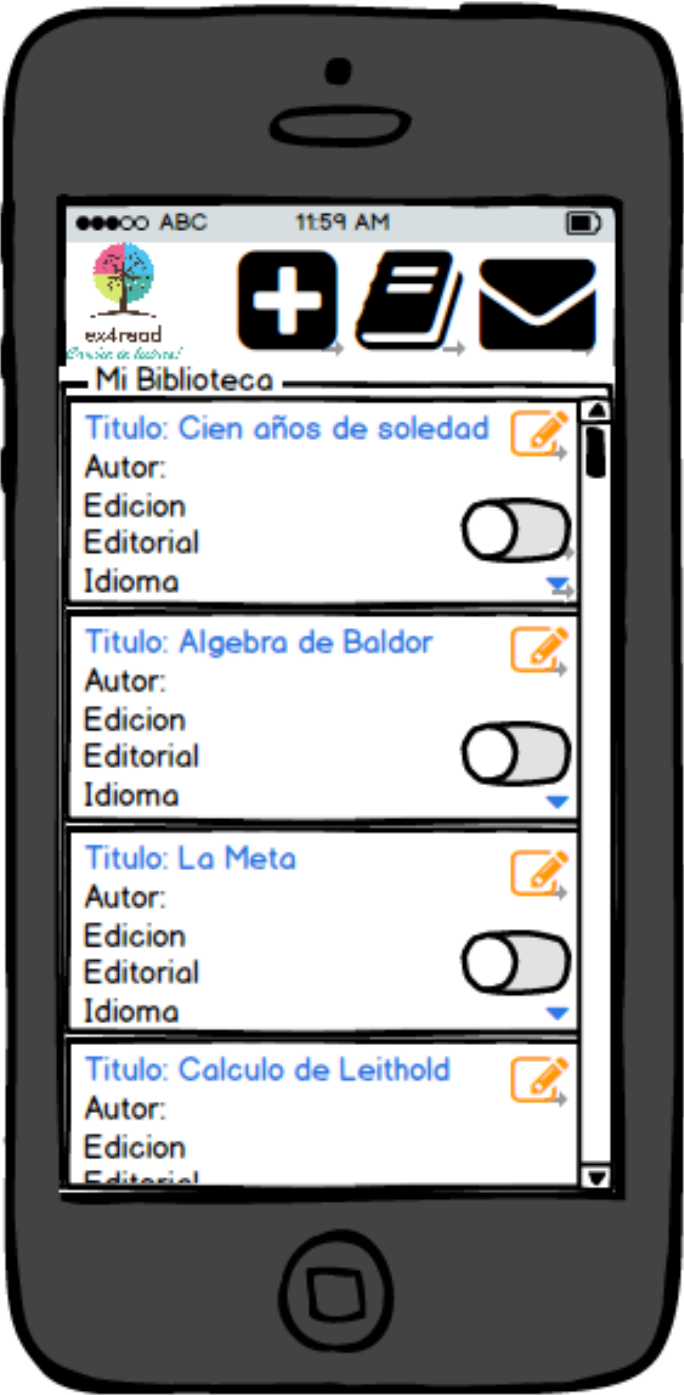 ABC
11:59 AM
ex4read
Mi Biblioteca
Titulo: Cien años de soledad
Autor:
Edicion
Editorial
Idioma
Titulo: Algebra de Baldor
Autor:
Edicion
Editorial
Idioma
Titulo: La Meta
Autor:
Edicion
Editorial
Idioma
Titulo: Calculo de Leithold
Autor:
Edicion
Editorial